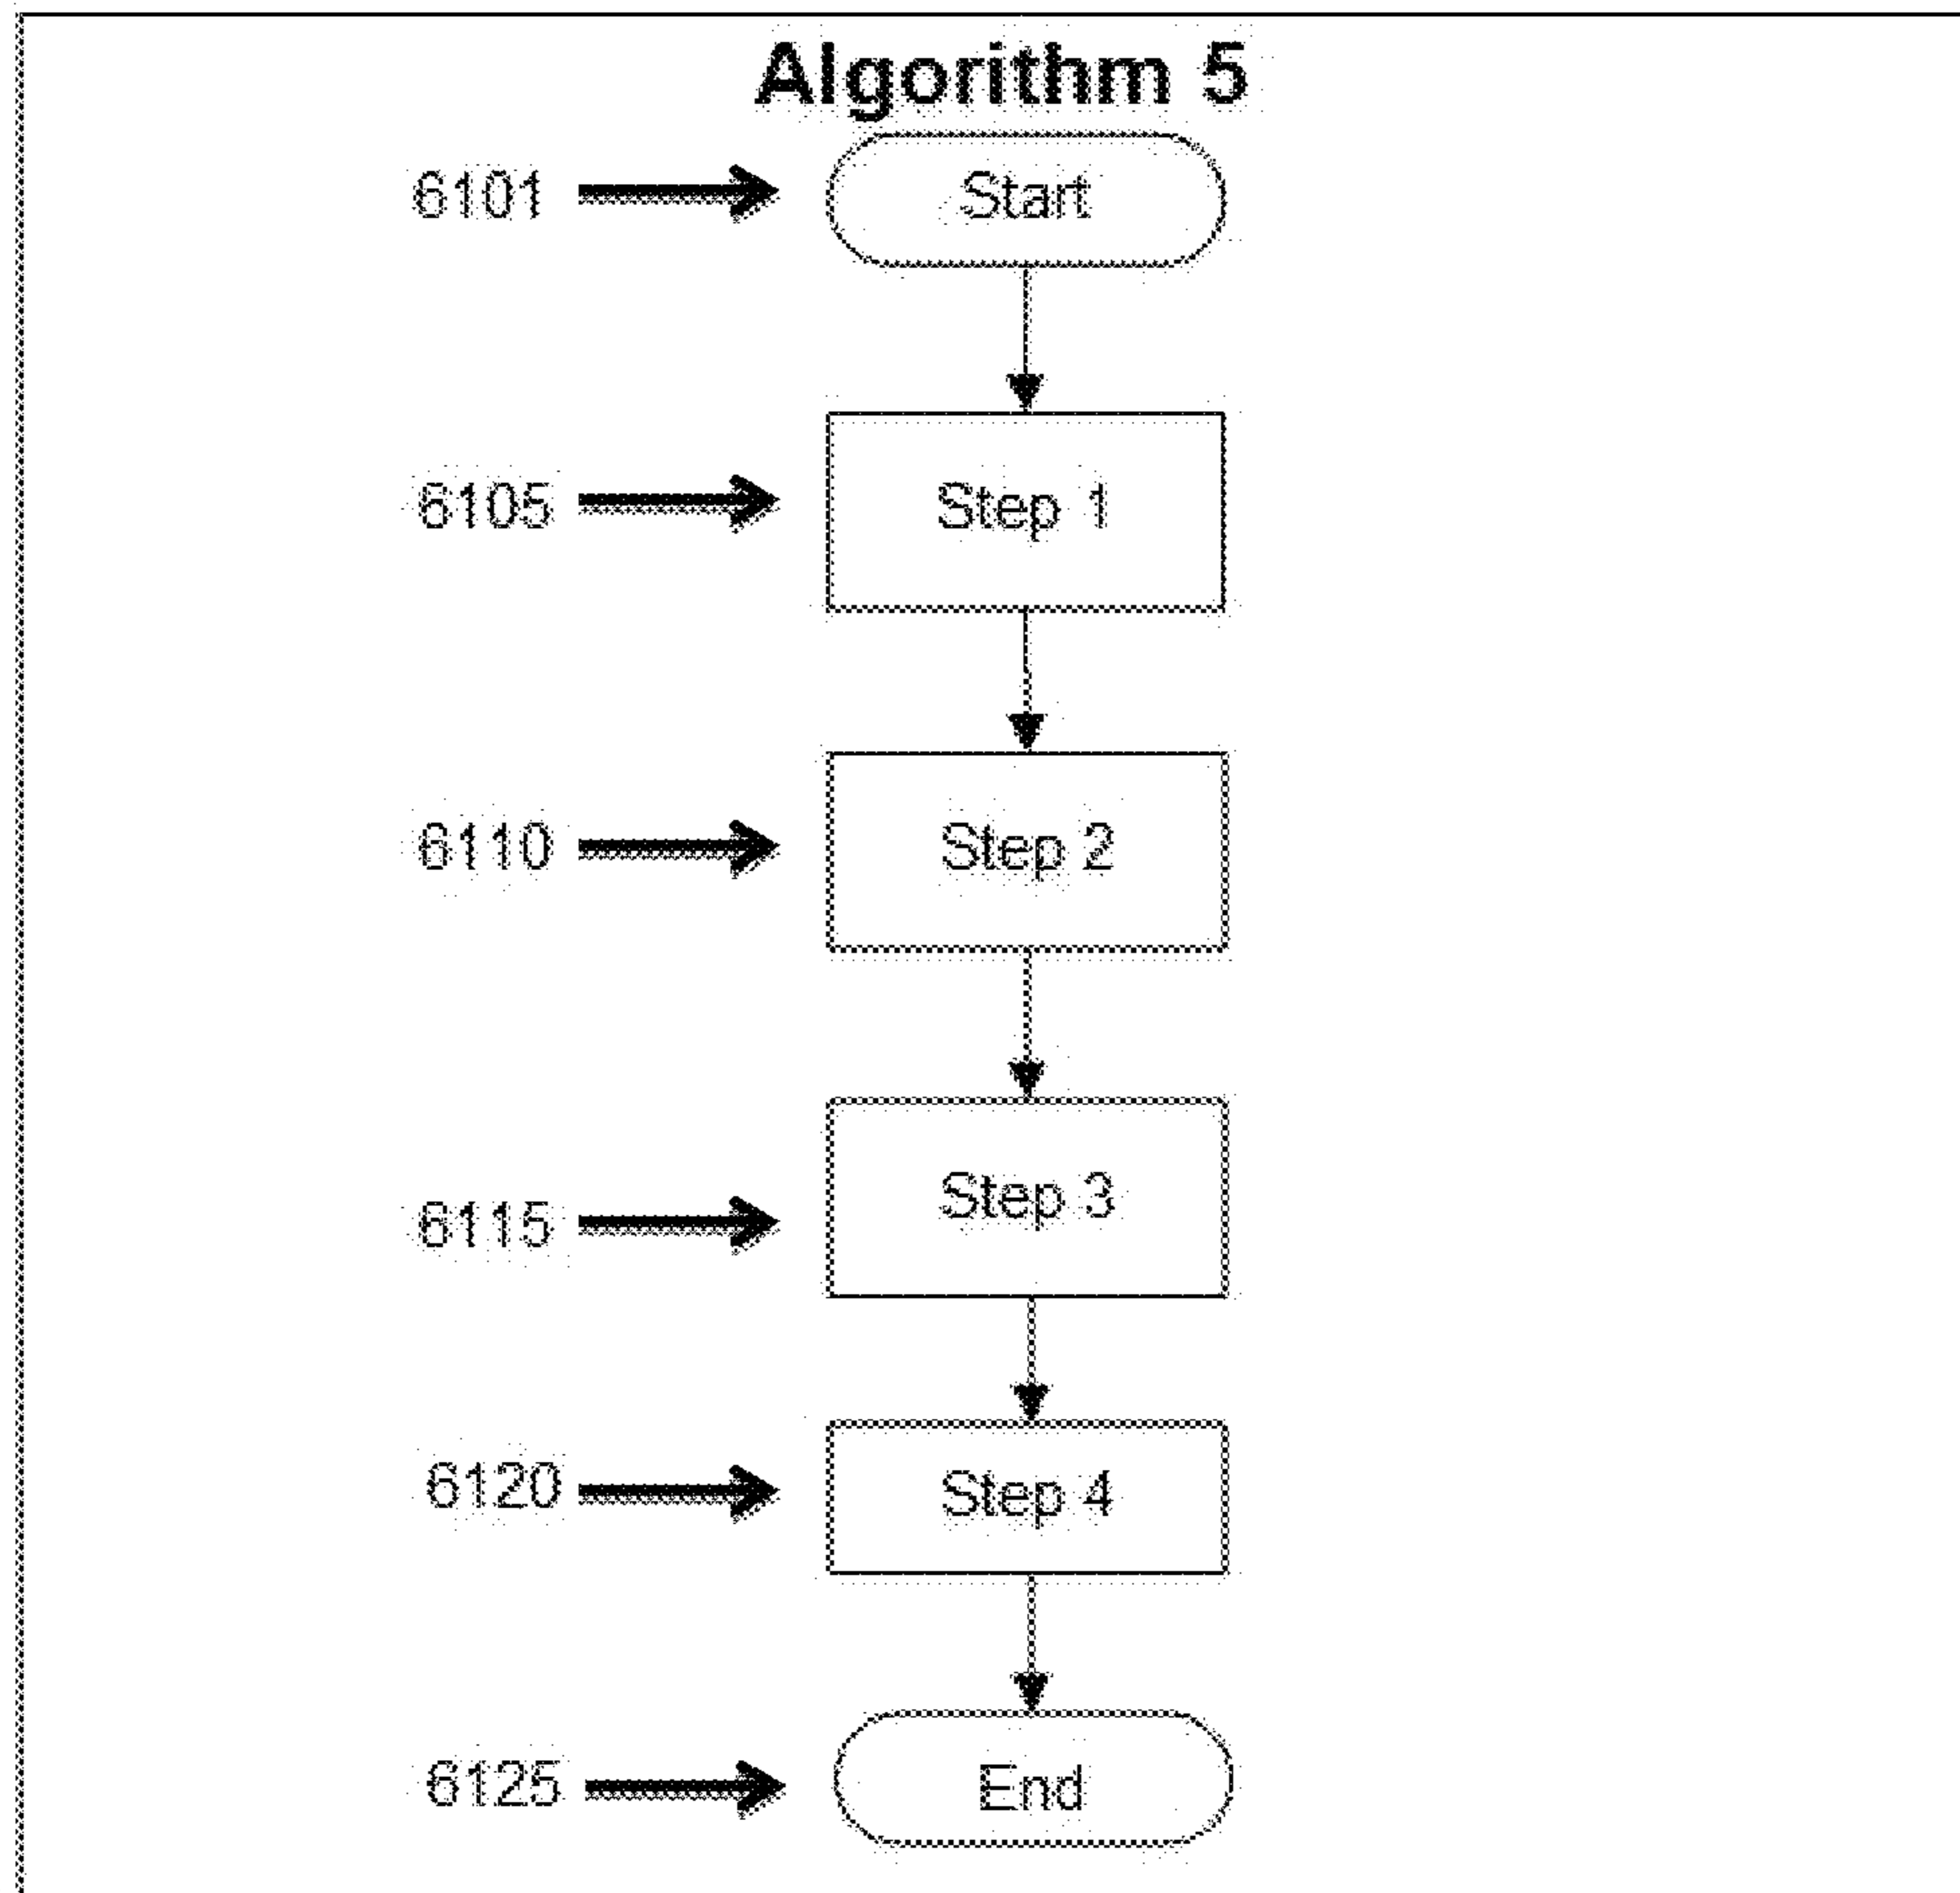 Algorithm 5
6101 Start
6105 Step 1
6110 Step 2
6115 Step 3
6120 Step 4
6125 End